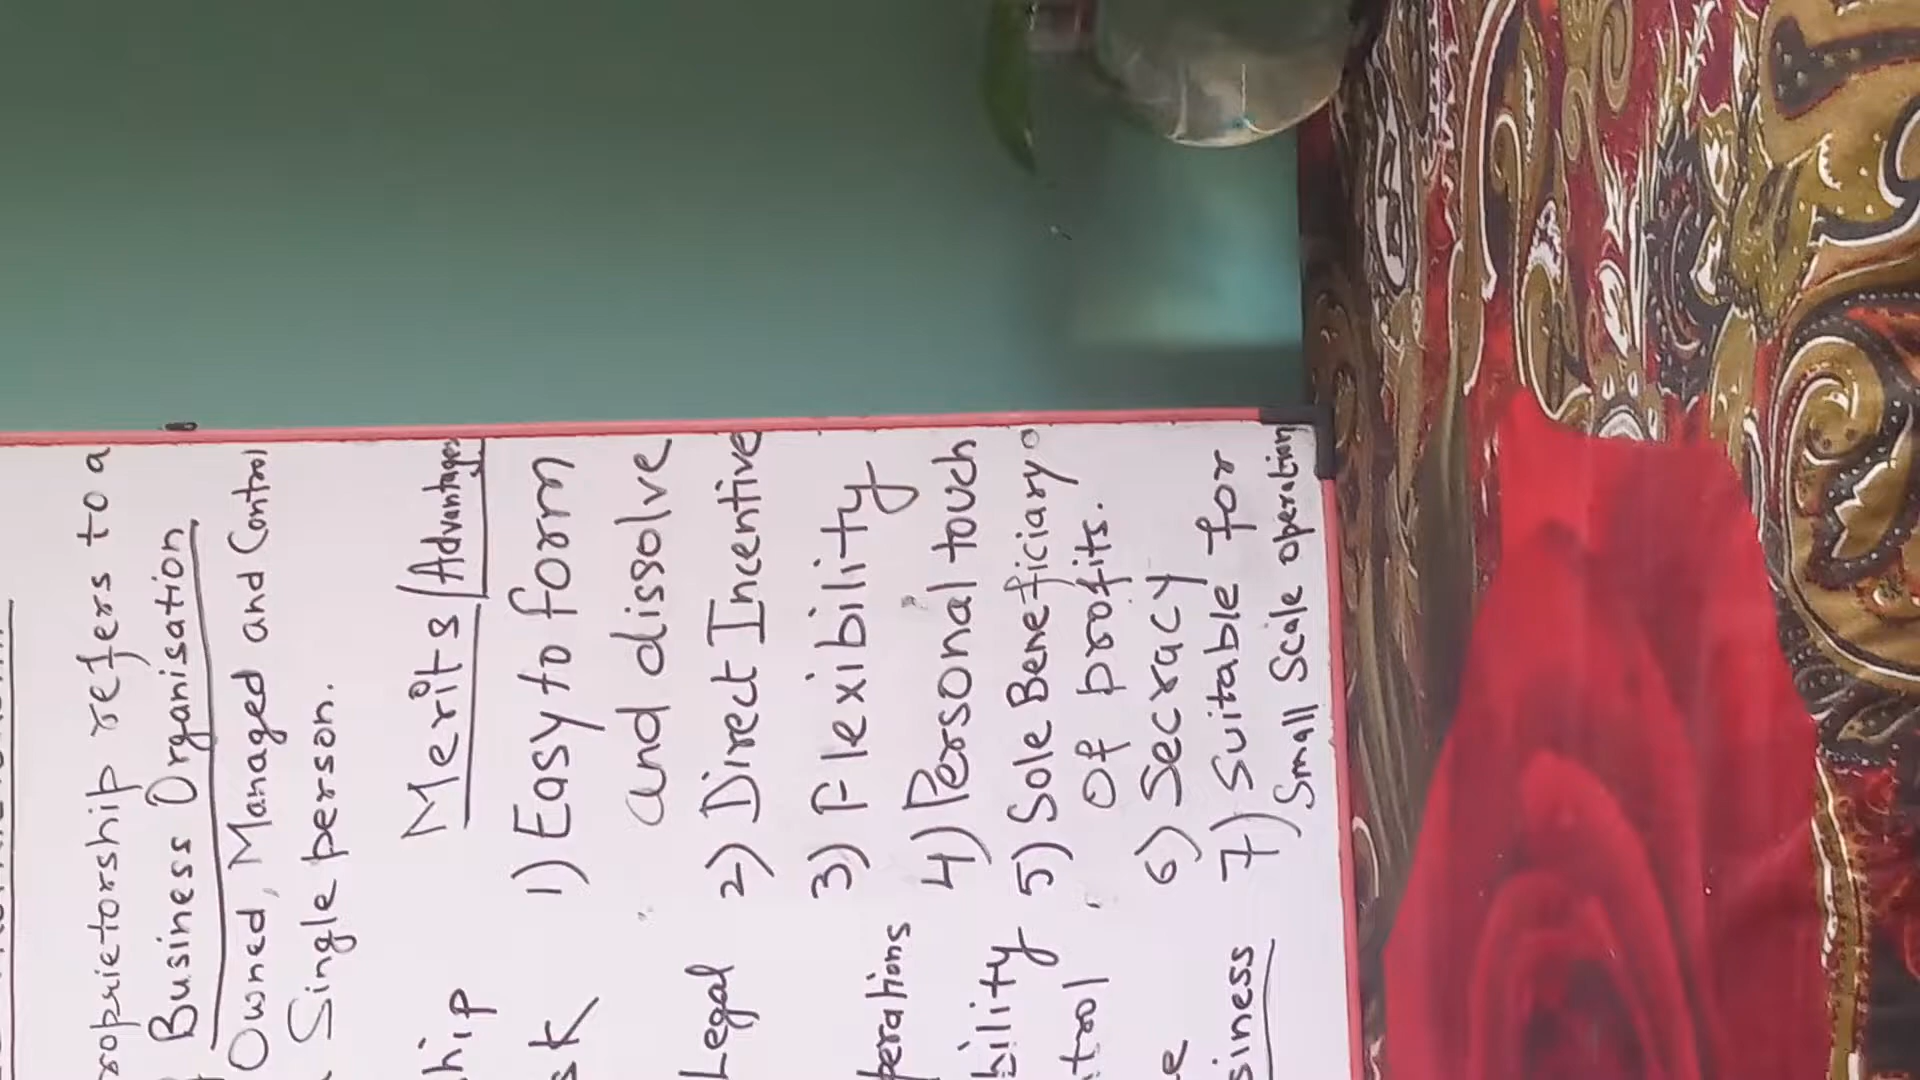 roprietorship refers to a
Business Organisation
Owned, Managed and Control
Single person.
hip
sk
Legal
perations
bility
trol
e
siness
Merits/Advantages
1) Easy to form
and dissolve
2) Direct Incentive
3) Flexibility
4) Personal touch
5) Sole Beneficiary
of profits.
6) Secracy
7) Suitable for
Small Scale operation